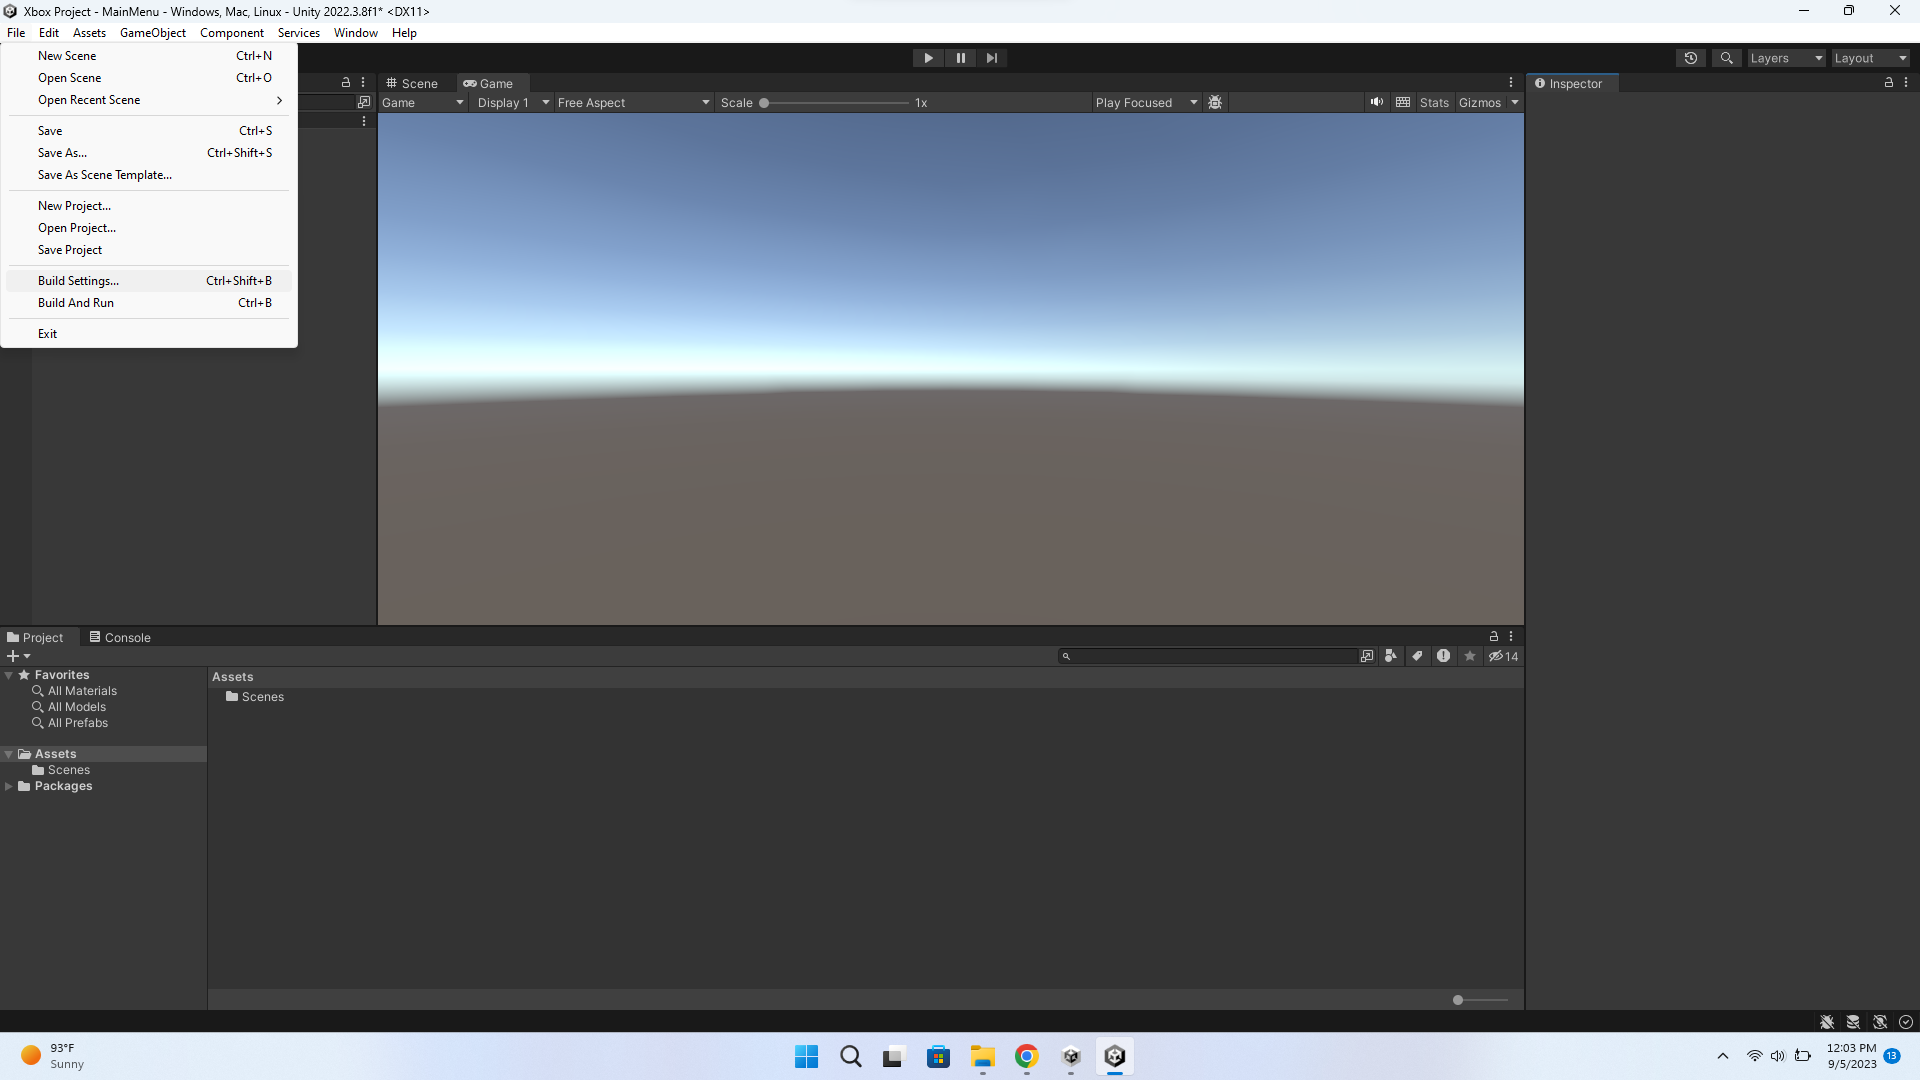 Xbox Project - MainMenu - Windows, Mac, Linux - Unity 2022.3.8f1* <DX11>
File Edit Assets GameObject Component Services Window Help
New Scene Ctrl+N
Open Scene Ctrl+O
Open Recent Scene
Save Ctrl+S
Save As... Ctrl+Shift+S
Save As Scene Template...
New Project...
Open Project...
Save Project
Build Settings... Ctrl+Shift+B
Build And Run Ctrl+B
Exit
Layers Layout
Scene Game
Game Display 1 Free Aspect Scale 1x Play Focused Stats Gizmos
Inspector
Project Console
14
Favorites
All Materials
All Models
All Prefabs
Assets
Scenes
Packages
Assets
Scenes
93°F
Sunny
12:03 PM
9/5/2023
13